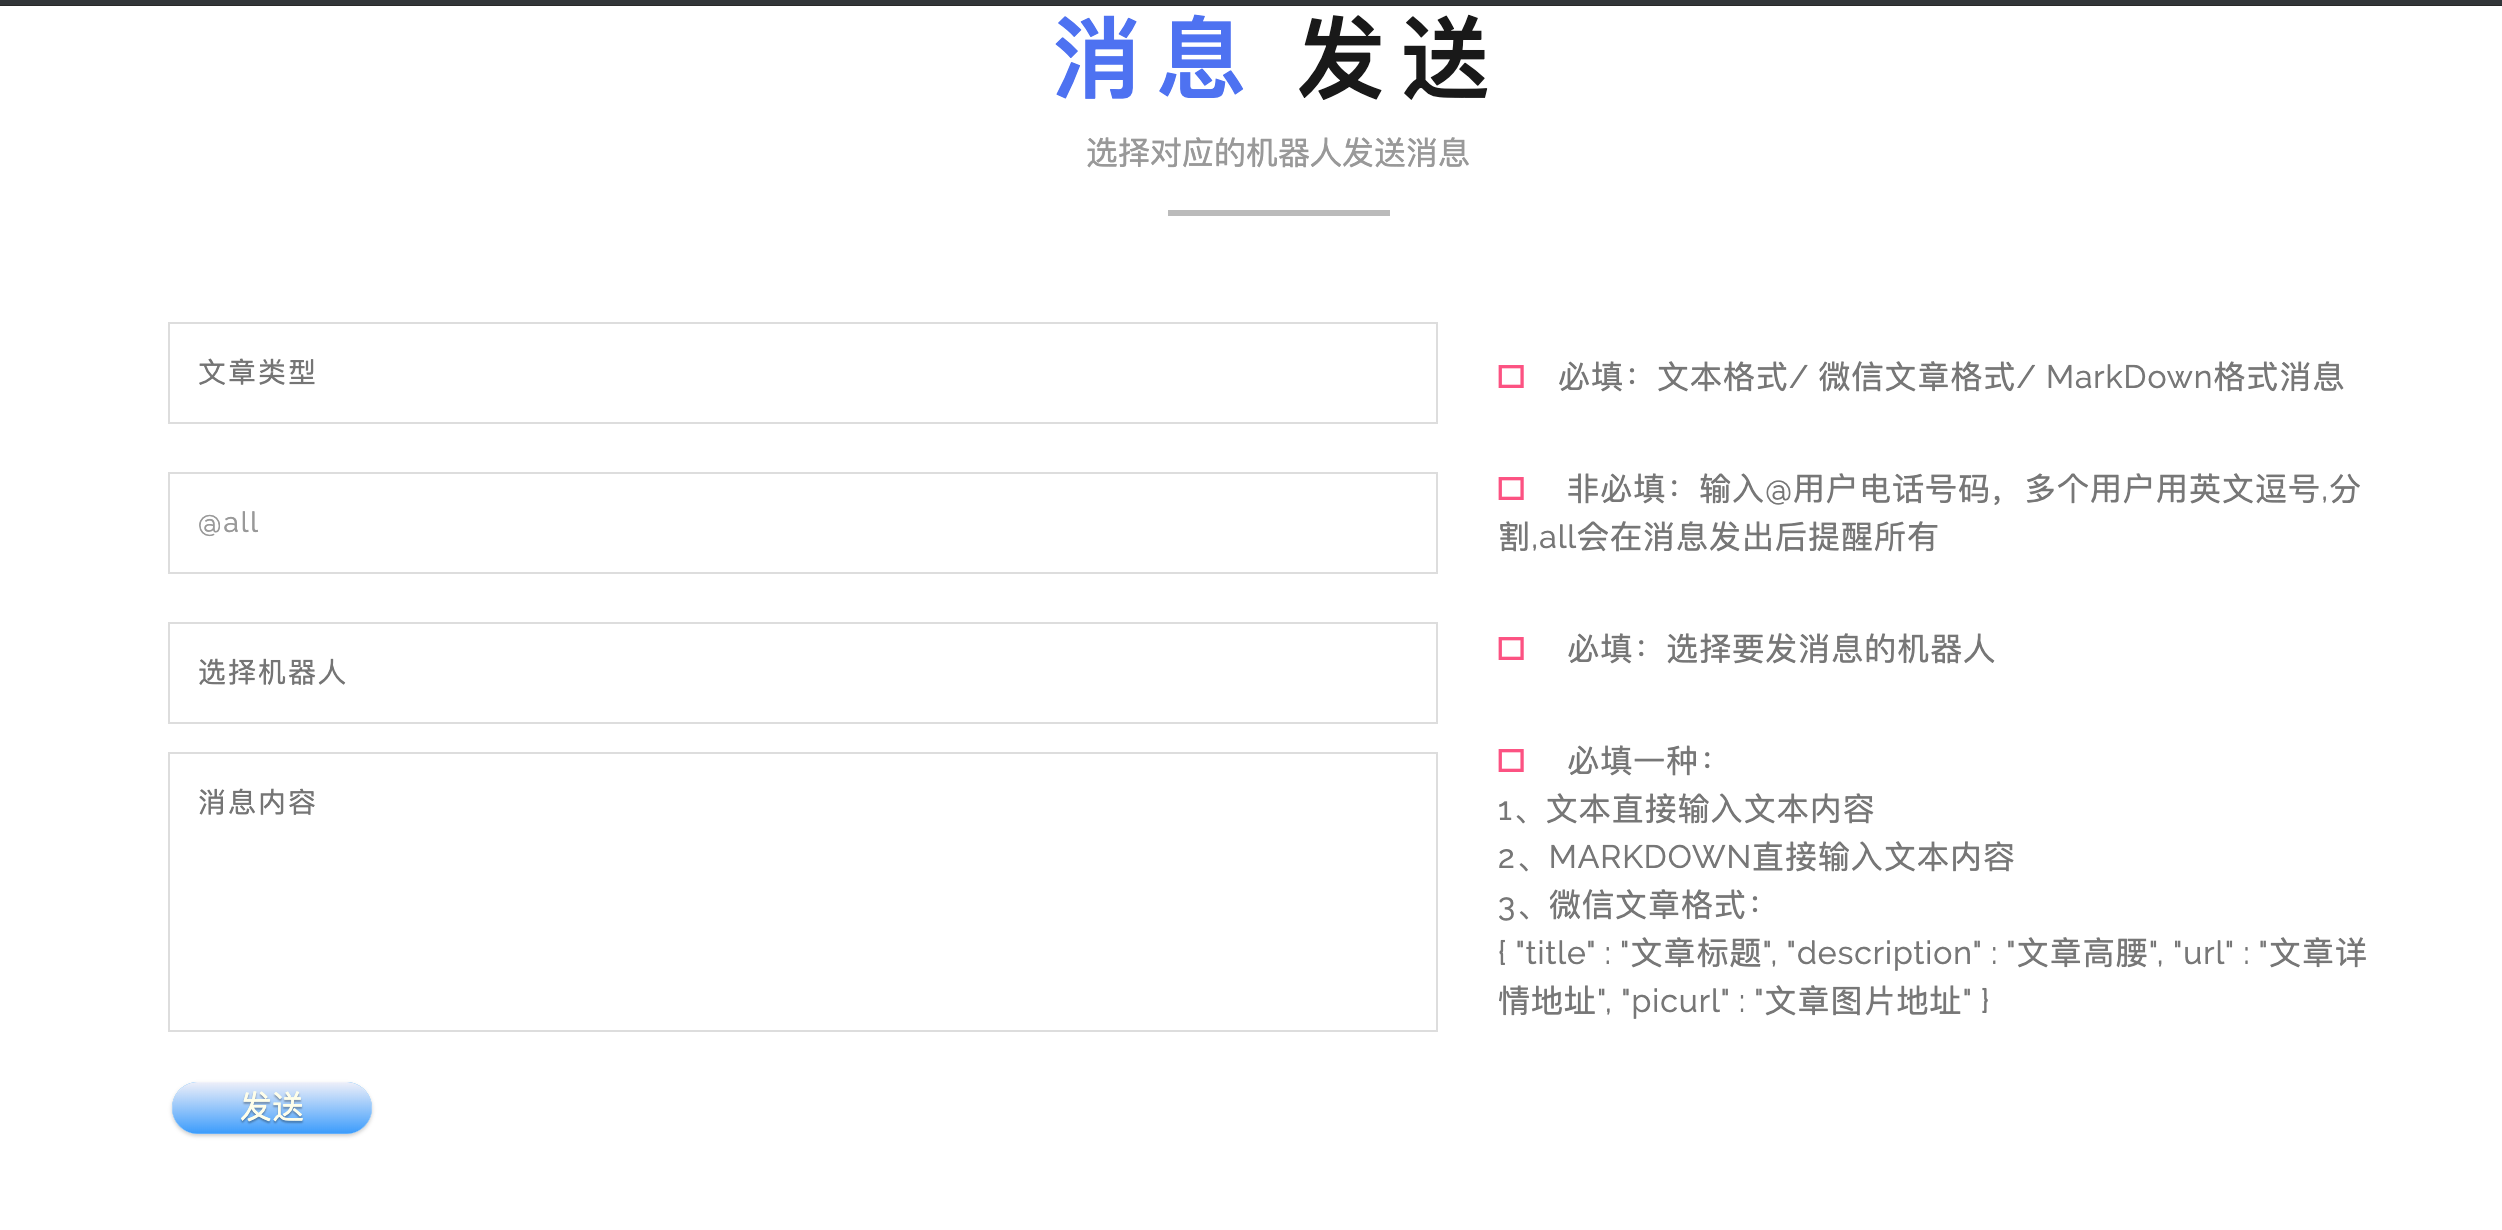 消息 发送
选择对应的机器人发送消息
文章类型
@all
选择机器人
消息内容
发送
必填：文本格式/ 微信文章格式/ MarkDown格式消息
非必填：输入@用户电话号码，多个用户用英文逗号,分
割,all会在消息发出后提醒所有
必填：选择要发消息的机器人
必填一种：
1、文本直接输入文本内容
2、MARKDOWN直接输入文本内容
3、微信文章格式：
{ "title" : "文章标题", "description" : "文章高腰", "url" : "文章详
情地址", "picurl" : "文章图片地址" }